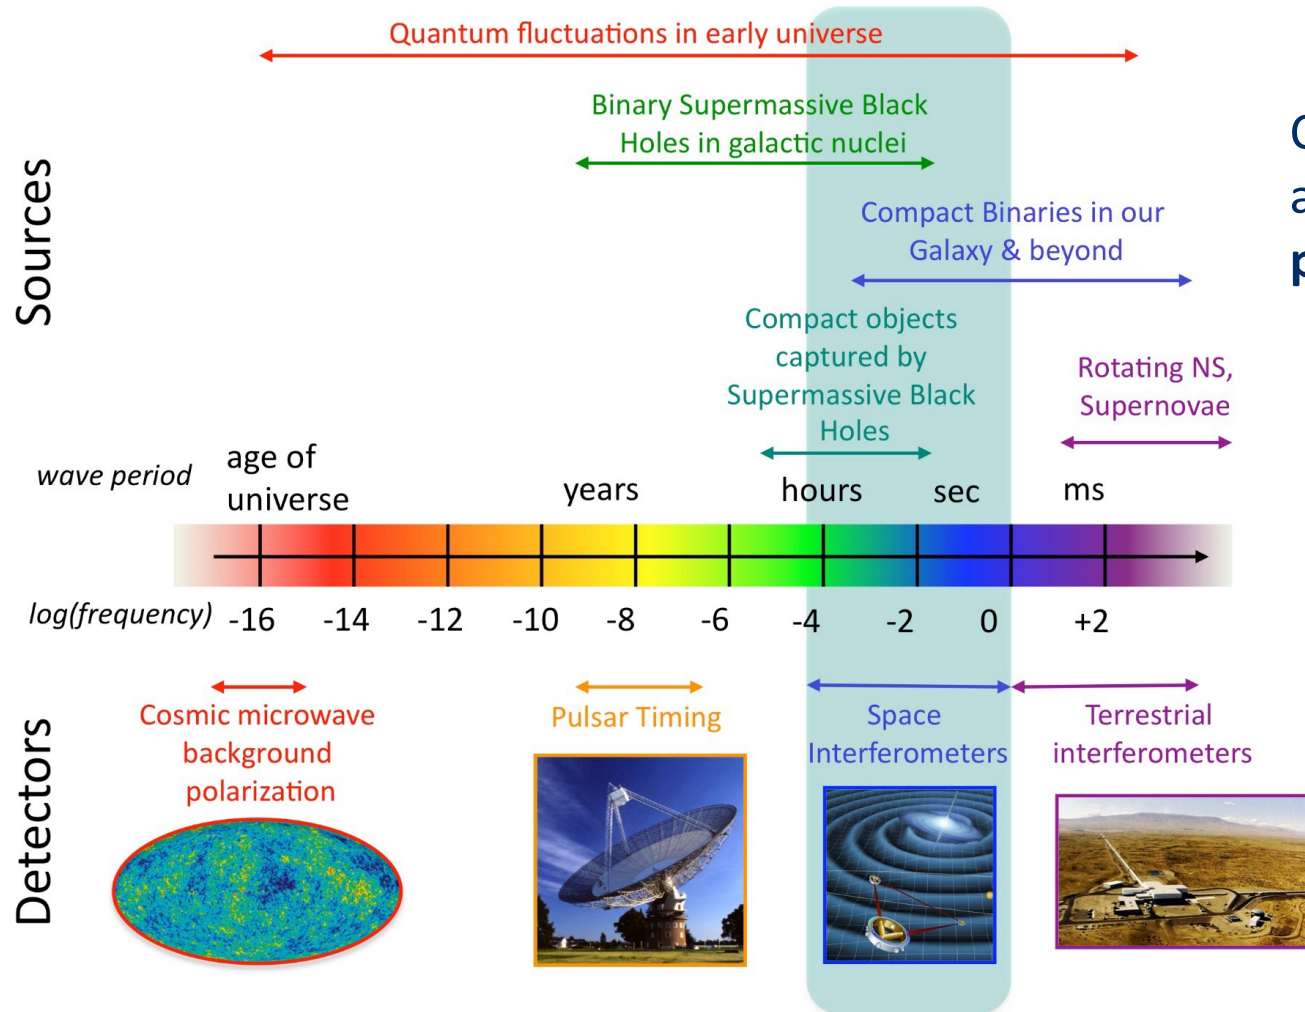 Quantum fluctuations in early universe
Binary Supermassive Black
Holes in galactic nuclei
Compact Binaries in our
Galaxy & beyond
Compact objects
captured by
Supermassive Black
Holes
Rotating NS,
Supernovae
Sources
wave period
age of
universe
years
hours
sec
ms
log(frequency)
-16 -14 -12 -10 -8 -6 -4 -2 0 +2
Detectors
Cosmic microwave
background
polarization
Pulsar Timing
Space
Interferometers
Terrestrial
interferometers